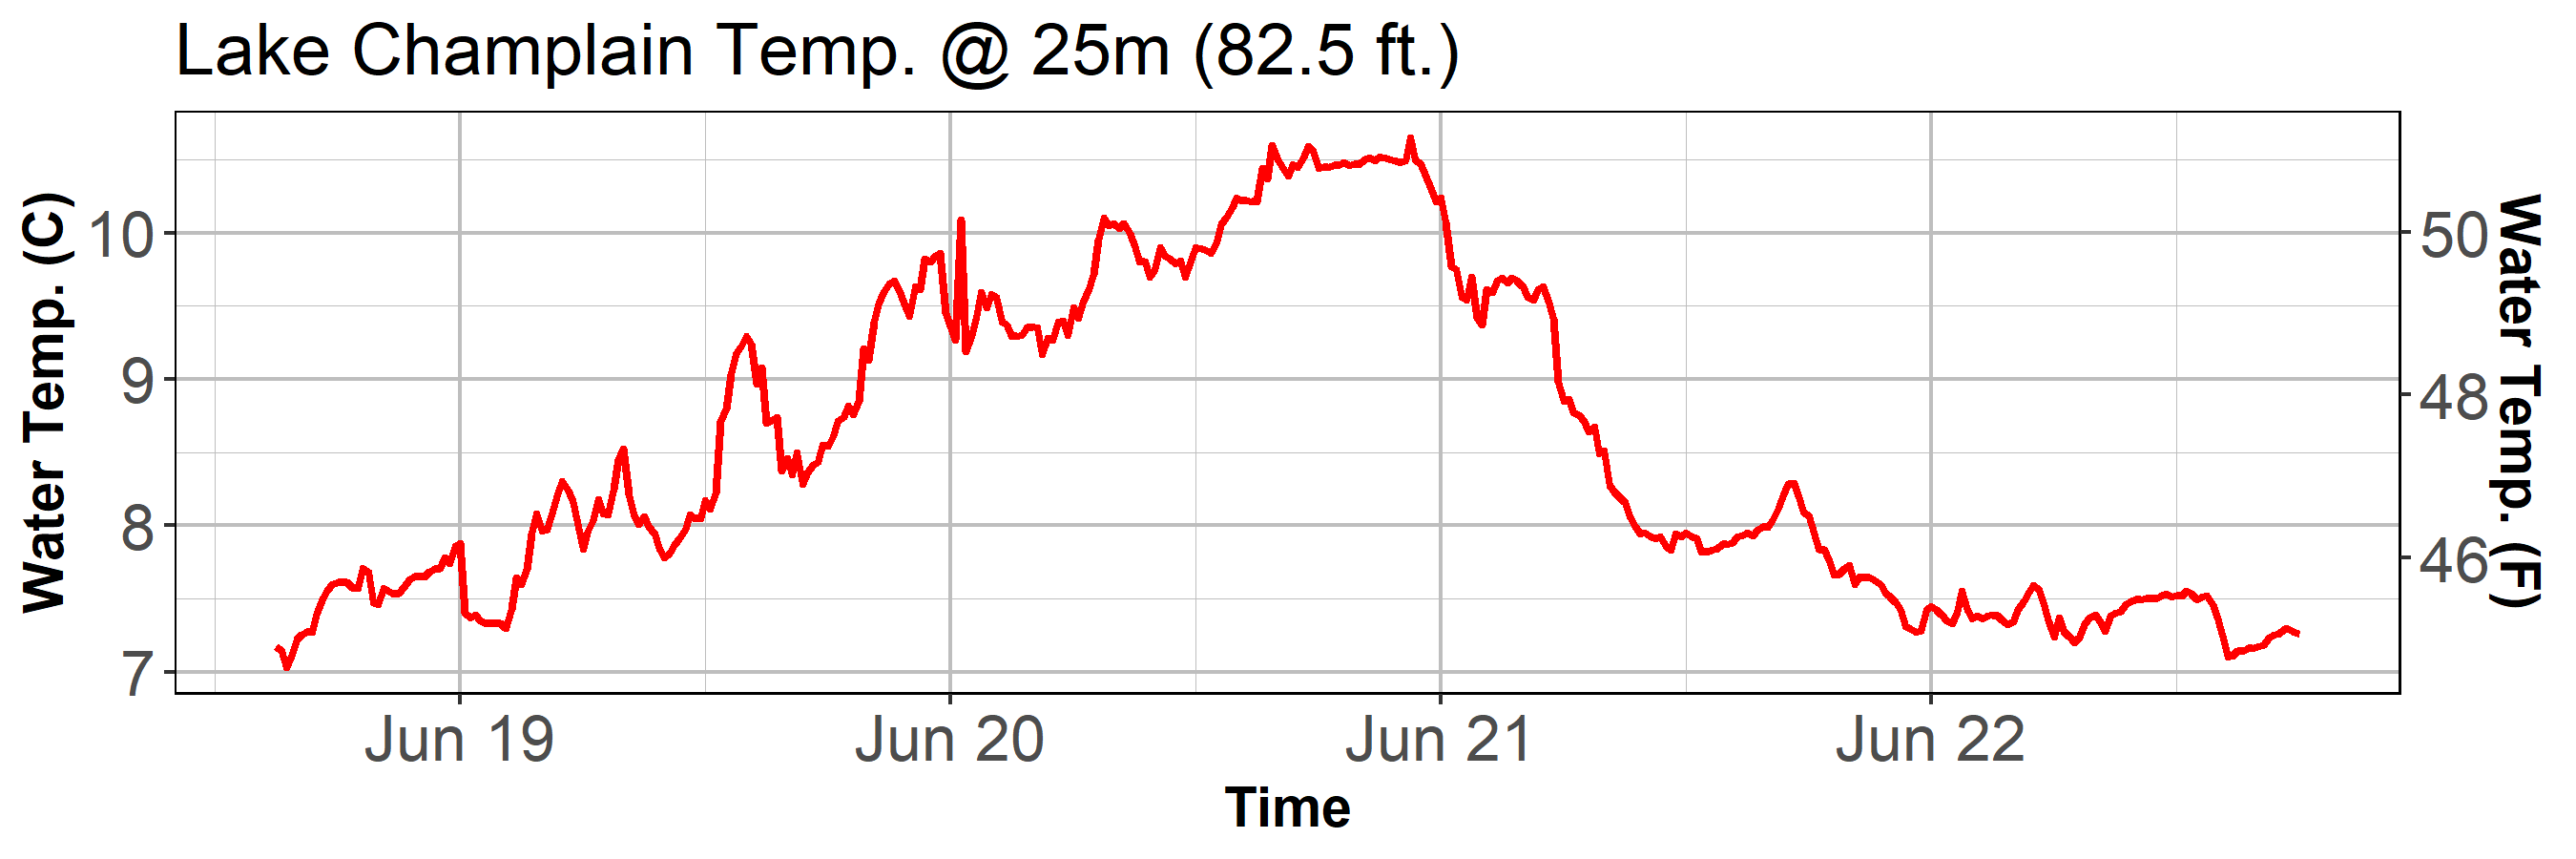 Lake Champlain Temp. @ 25m (82.5 ft.)
Water Temp. (C)
10
9
8
7
50
48
46
Water Temp. (F)
Jun 19 Jun 20 Jun 21 Jun 22
Time